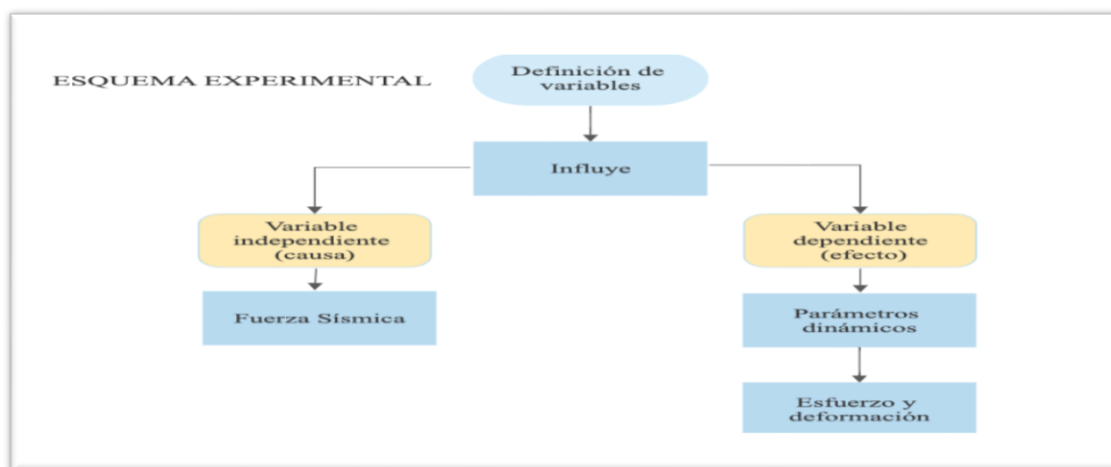 ESQUEMA EXPERIMENTAL
Definición de
variables
Influye
Variable
independiente
(causa)
Fuerza Sísmica
Variable
dependiente
(efecto)
Parámetros
dinámicos
Esfuerzo y
deformación